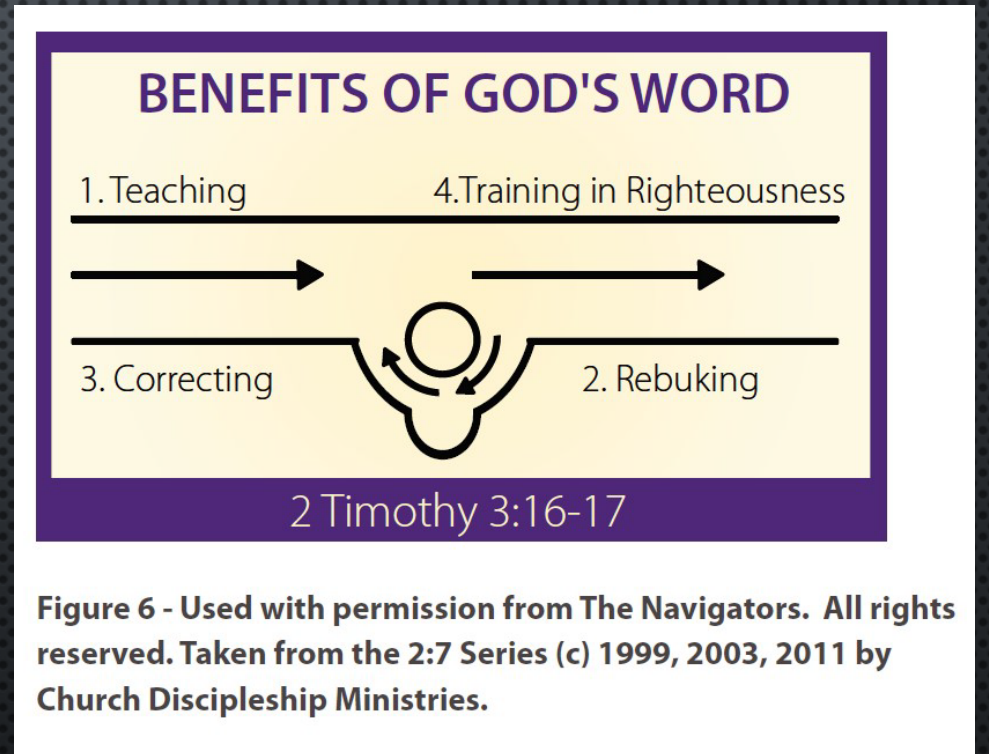 BENEFITS OF GOD'S WORD
1. Teaching
4.Training in Righteousness
3. Correcting
2. Rebuking
2 Timothy 3:16-17
Figure 6 - Used with permission from The Navigators. All rights
reserved. Taken from the 2:7 Series (c) 1999, 2003, 2011 by
Church Discipleship Ministries.